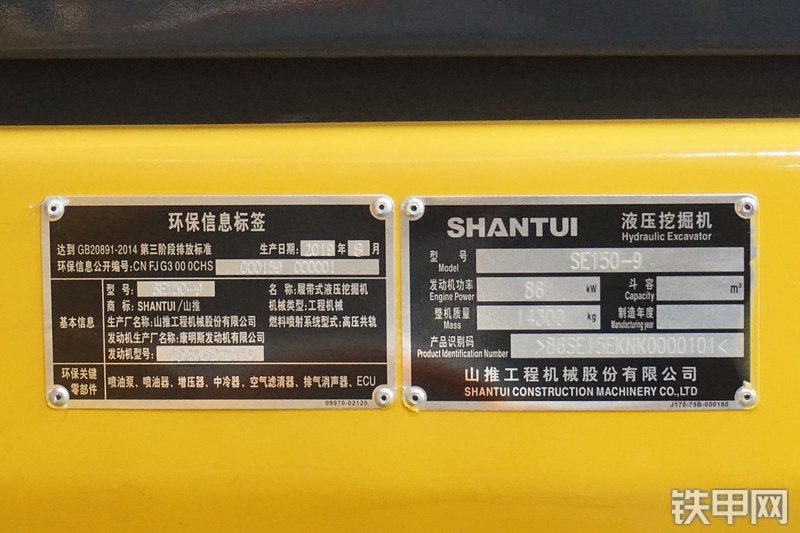 环保信息标签
达到 GB20891-2014 第三阶段排放标准 生产日期: 2019 年 8 月
环保信息公开编号:CN FJ G3 00 0CHS 000150 000001
基本信息
型 号: SE150-9 名 称:履带式液压挖掘机
商 标: SHANTUI/山推 机械类型:工程机械
生产厂名称:山推工程机械股份有限公司 燃料喷射系统型式:高压共轨
发动机生产厂名称:康明斯发动机有限公司
发动机型号:
环保关键零部件
喷油泵、喷油器、增压器、中冷器、空气滤清器、排气消声器、ECU
09970-02120
SHANTUI 液压挖掘机
Hydraulic Excavator
型 号 Model SE150-9
发动机功率 Engine Power 86 kW 斗 容 Capacity m³
整机质量 Mass 14300 kg 制造年度 Manufacturing year
产品识别码 Product Identification Number >86SE15EKNK0000101<
山推工程机械股份有限公司
SHANTUI CONSTRUCTION MACHINERY CO.,LTD
J170-75B-000180
铁甲网